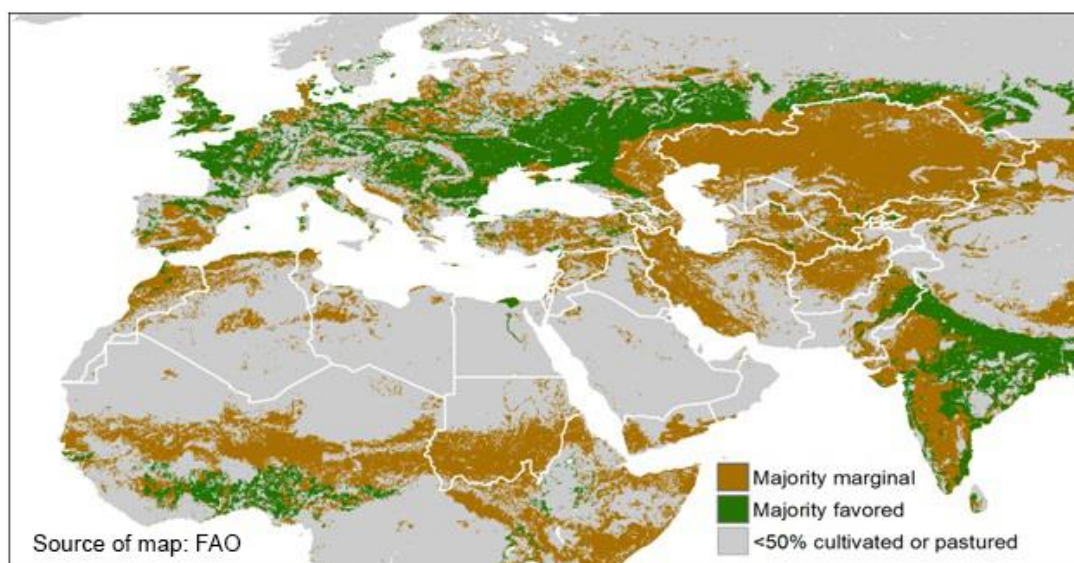 Majority marginal
Majority favored
<50% cultivated or pastured
Source of map: FAO